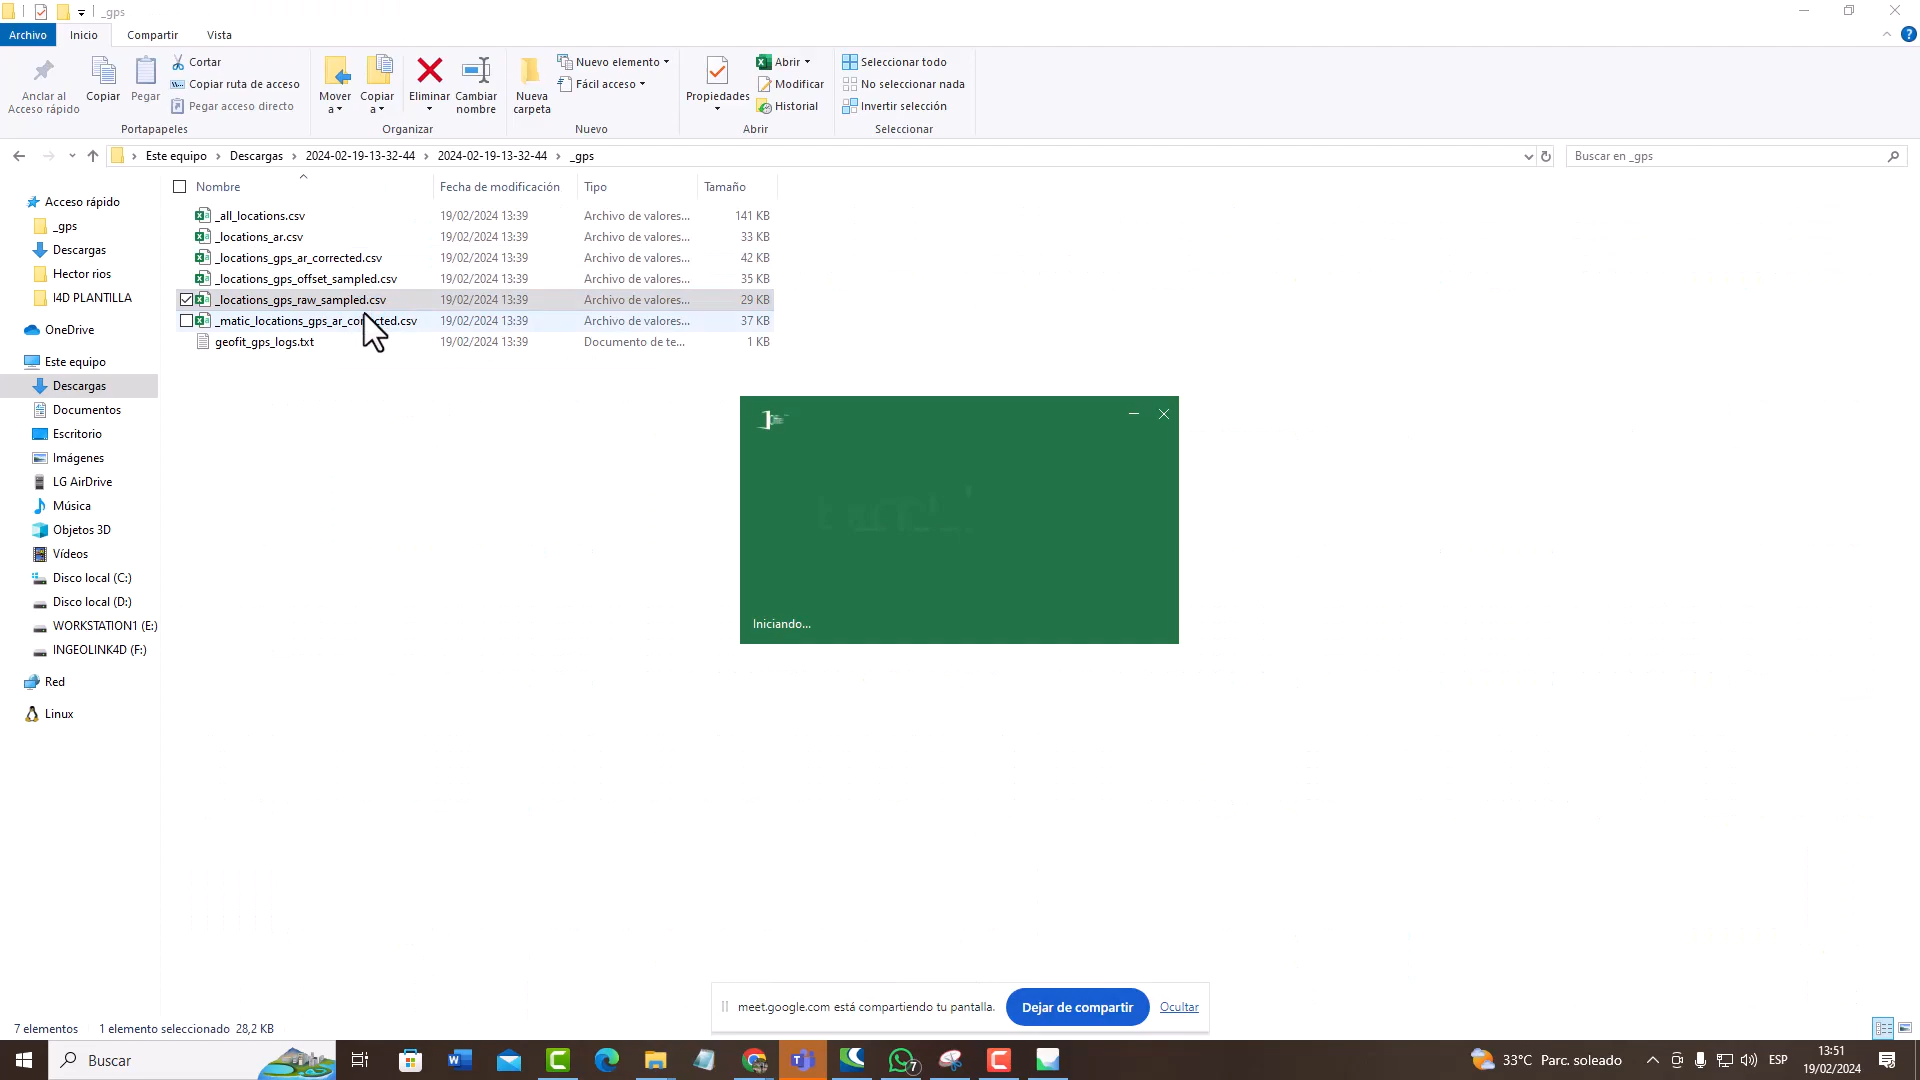 _gps
Archivo
Inicio
Compartir
Vista
Anclar al
Acceso rápido
Copiar
Pegar
Cortar
Copiar ruta de acceso
Pegar acceso directo
Portapapeles
Mover
a
Copiar
a
Eliminar
Cambiar
nombre
Organizar
Nueva
carpeta
Nuevo elemento
Fácil acceso
Nuevo
Propiedades
Abrir
Modificar
Historial
Abrir
Seleccionar todo
No seleccionar nada
Invertir selección
Seleccionar
Este equipo > Descargas > 2024-02-19-13-32-44 > 2024-02-19-13-32-44 > _gps
Buscar en _gps
Nombre Fecha de modificación Tipo Tamaño
_all_locations.csv 19/02/2024 13:39 Archivo de valores... 141 KB
_locations_ar.csv 19/02/2024 13:39 Archivo de valores... 33 KB
_locations_gps_ar_corrected.csv 19/02/2024 13:39 Archivo de valores... 42 KB
_locations_gps_offset_sampled.csv 19/02/2024 13:39 Archivo de valores... 35 KB
_locations_gps_raw_sampled.csv 19/02/2024 13:39 Archivo de valores... 29 KB
_matic_locations_gps_ar_corrected.csv 19/02/2024 13:39 Archivo de valores... 37 KB
geofit_gps_logs.txt 19/02/2024 13:39 Documento de te... 1 KB
Acceso rápido
_gps
Descargas
Hector rios
I4D PLANTILLA
OneDrive
Este equipo
Descargas
Documentos
Escritorio
Imágenes
LG AirDrive
Música
Objetos 3D
Vídeos
Disco local (C:)
Disco local (D:)
WORKSTATION1 (E:)
INGEOLINK4D (F:)
Red
Linux
Iniciando...
meet.google.com está compartiendo tu pantalla.
Dejar de compartir
Ocultar
7 elementos 1 elemento seleccionado 28,2 KB
Buscar
7
33°C Parc. soleado
ESP
13:51
19/02/2024